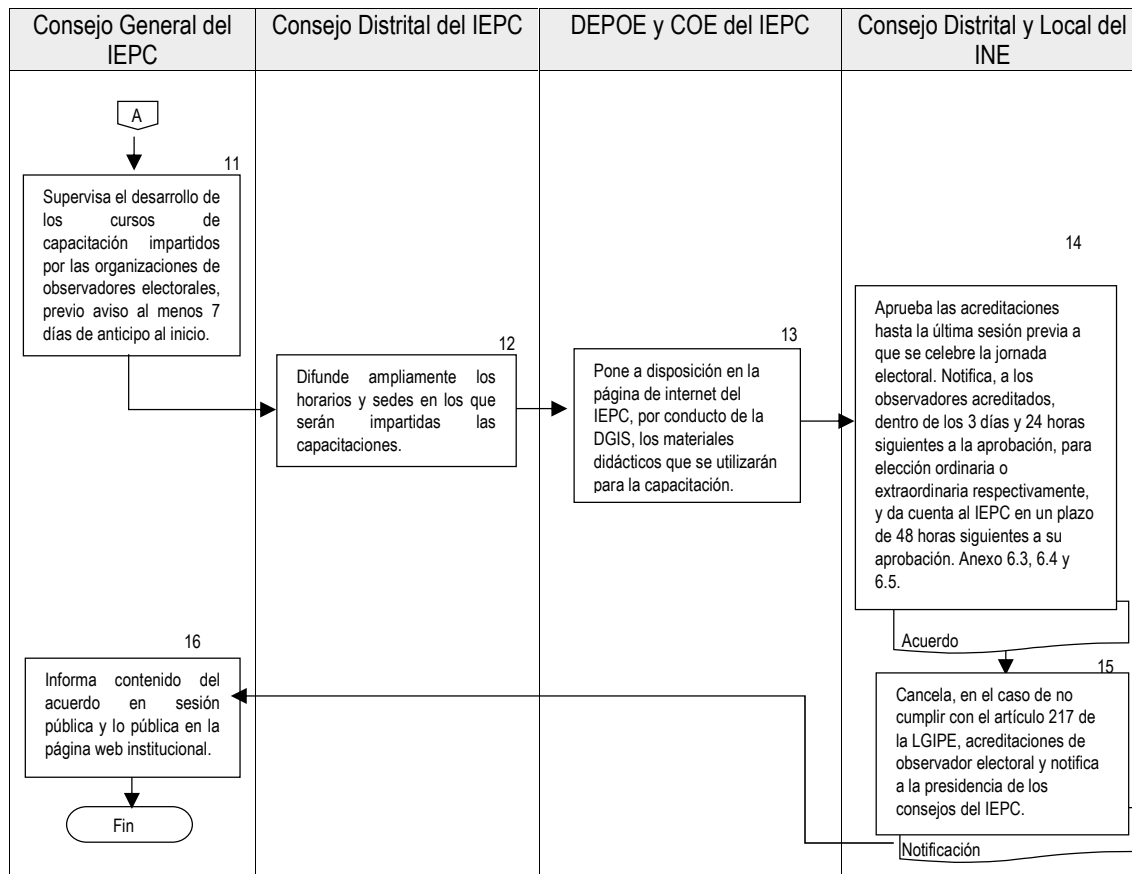 Consejo General del
IEPC
Consejo Distrital del IEPC
DEPOE y COE del IEPC
Consejo Distrital y Local del
INE
A
11
Supervisa el desarrollo de
los cursos de
capacitación impartidos
por las organizaciones de
observadores electorales,
previo aviso al menos 7
días de anticipo al inicio.
12
Difunde ampliamente los
horarios y sedes en los que
serán impartidas las
capacitaciones.
13
Pone a disposición en la
página de internet del
IEPC, por conducto de la
DGIS, los materiales
didácticos que se utilizarán
para la capacitación.
14
Aprueba las acreditaciones
hasta la última sesión previa a
que se celebre la jornada
electoral. Notifica, a los
observadores acreditados,
dentro de los 3 días y 24 horas
siguientes a la aprobación, para
elección ordinaria o
extraordinaria respectivamente,
y da cuenta al IEPC en un plazo
de 48 horas siguientes a su
aprobación. Anexo 6.3, 6.4 y
6.5.
Acuerdo
15
Cancela, en el caso de no
cumplir con el artículo 217 de
la LGIPE, acreditaciones de
observador electoral y notifica
a la presidencia de los
consejos del IEPC.
Notificación
16
Informa contenido del
acuerdo en sesión
pública y lo pública en la
página web institucional.
Fin